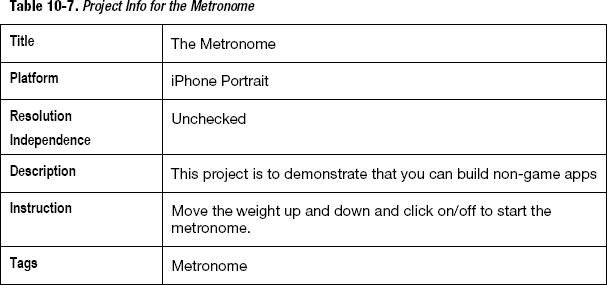 Table 10-7. Project Info for the Metronome
Title The Metronome
Platform iPhone Portrait
Resolution Unchecked
Independence
Description This project is to demonstrate that you can build non-game apps
Instruction Move the weight up and down and click on/off to start the
metronome.
Tags Metronome